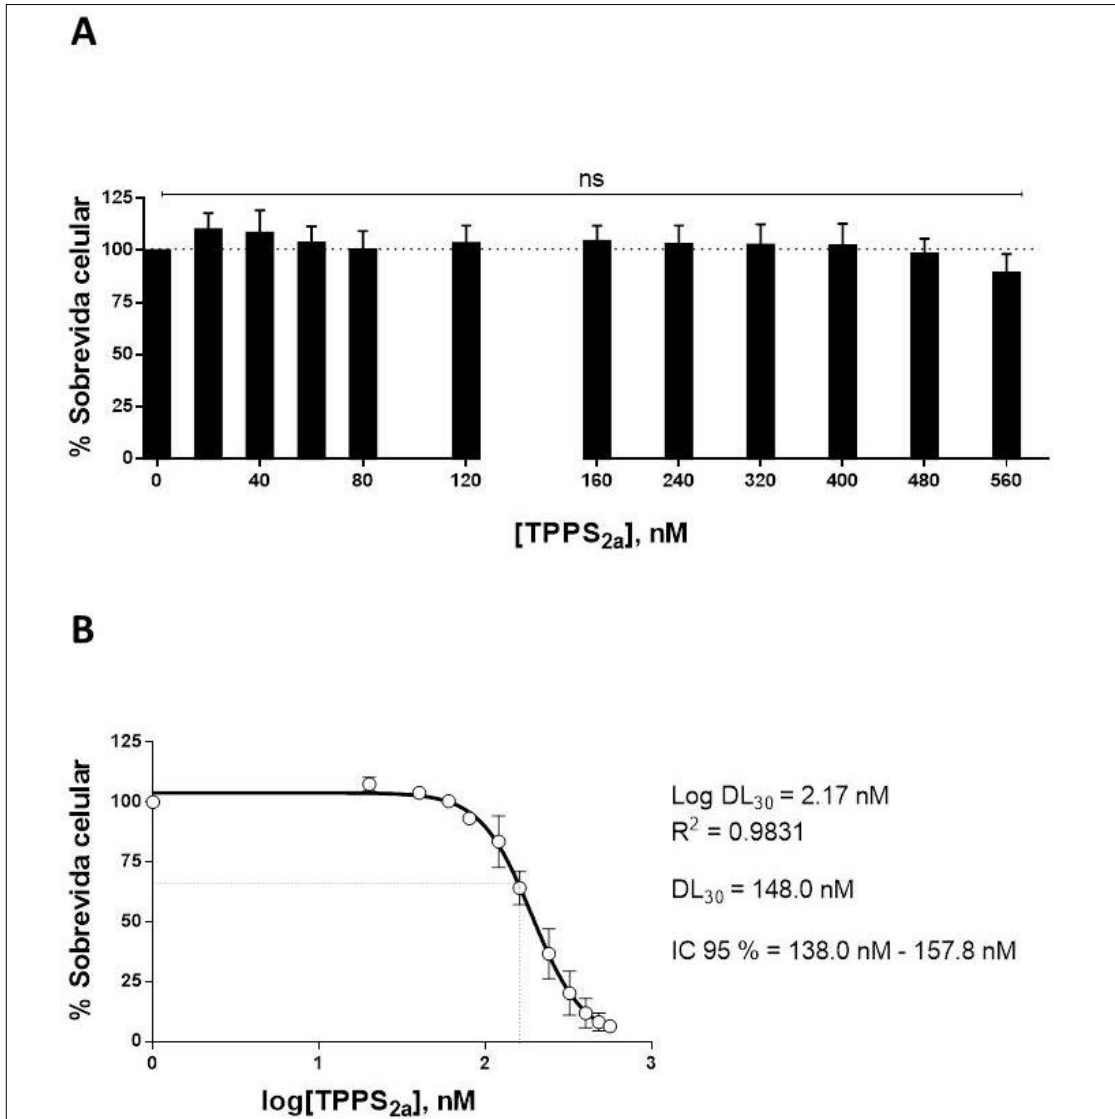 A
ns
125
100
75
50
25
0
% Sobrevida celular
0 40 80 120 160 240 320 400 480 560
[TPPS2a], nM
B
125
100
75
50
25
0
% Sobrevida celular
0 1 2 3
log[TPPS2a], nM
Log DL30 = 2.17 nM
R2 = 0.9831
DL30 = 148.0 nM
IC 95 % = 138.0 nM - 157.8 nM